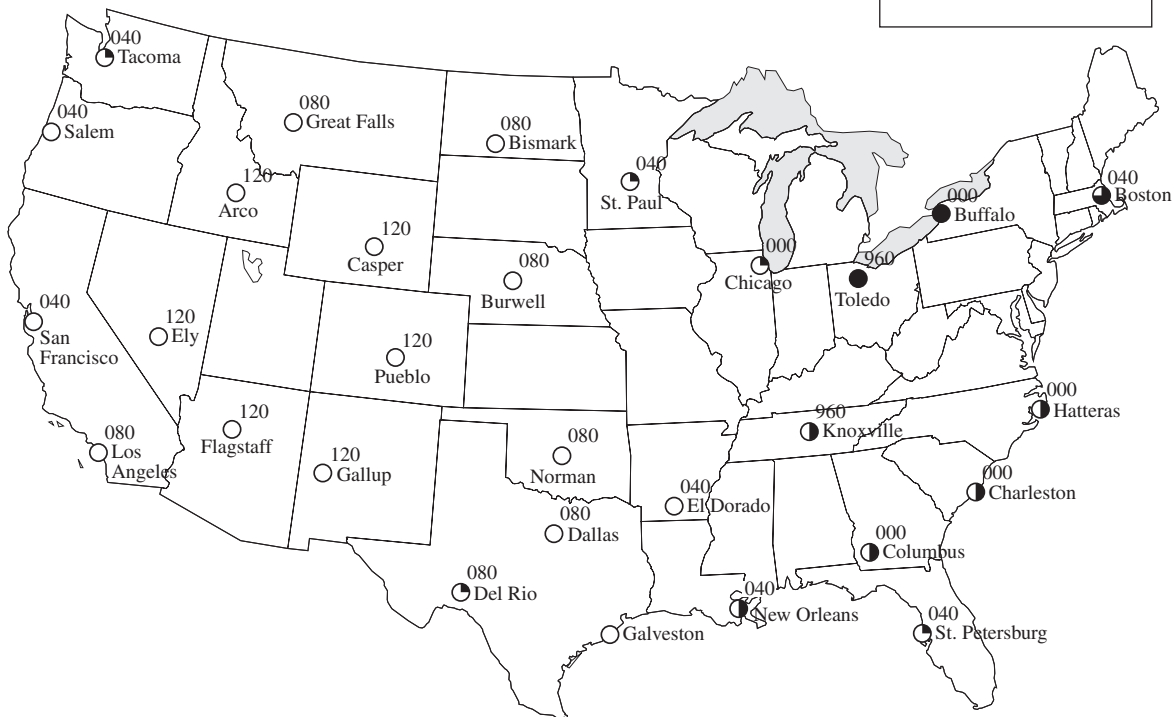 040
Tacoma
040
Salem
080
Great Falls
080
Bismark
040
St. Paul
040
Boston
000
Buffalo
120
Arco
120
Casper
080
Burwell
000
Chicago
960
Toledo
040
San
Francisco
120
Ely
120
Pueblo
000
Hatteras
080
Los
Angeles
120
Flagstaff
120
Gallup
080
Norman
960
Knoxville
040
El Dorado
000
Charleston
080
Dallas
000
Columbus
080
Del Rio
Galveston
040
New Orleans
040
St. Petersburg